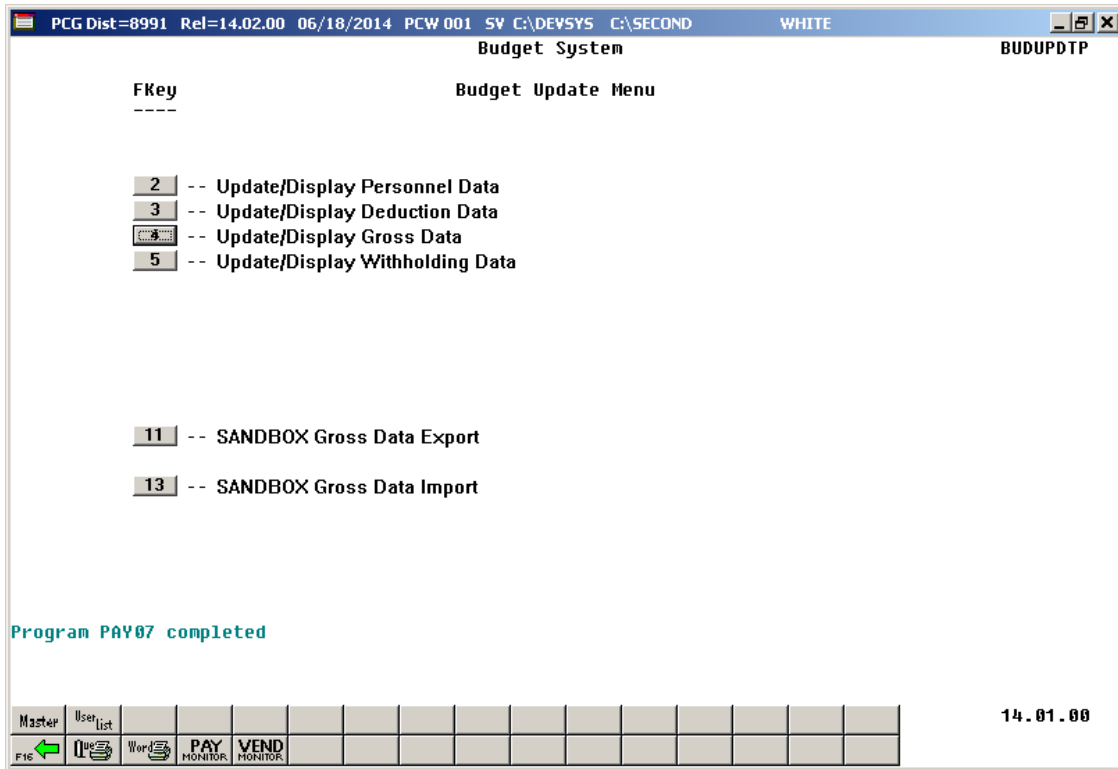 PCG Dist=8991 Rel=14.02.00 06/18/2014 PCW 001 SV C:\DEVSYS C:\SECOND WHITE
Budget System BUDUPDTP
FKey Budget Update Menu
----
2 -- Update/Display Personnel Data
3 -- Update/Display Deduction Data
4 -- Update/Display Gross Data
5 -- Update/Display Withholding Data
11 -- SANDBOX Gross Data Export
13 -- SANDBOX Gross Data Import
Program PAY07 completed
Master User List 14.01.00
F16 Que Word PAY MONITOR VEND MONITOR